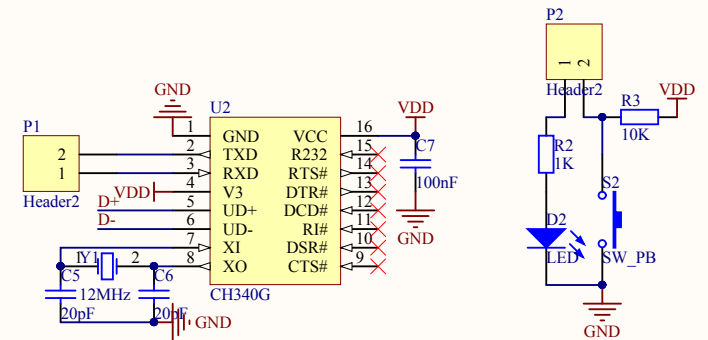 P2
1
2
Header2
GND
U2
VDD
VDD
R3
10K
P1
2
1
Header2
1
GND
VCC
16
2
TXD
R232
15
3
RXD
RTS#
14
VDD
4
V3
DTR#
13
D+
5
UD+
DCD#
12
D-
6
UD-
RI#
11
7
XI
DSR#
10
8
XO
CTS#
9
C7
100nF
GND
R2
1K
S2
D2
LED
SW_PB
1
Y1
2
C5
C6
12MHz
20pF
20pF
GND
CH340G
GND